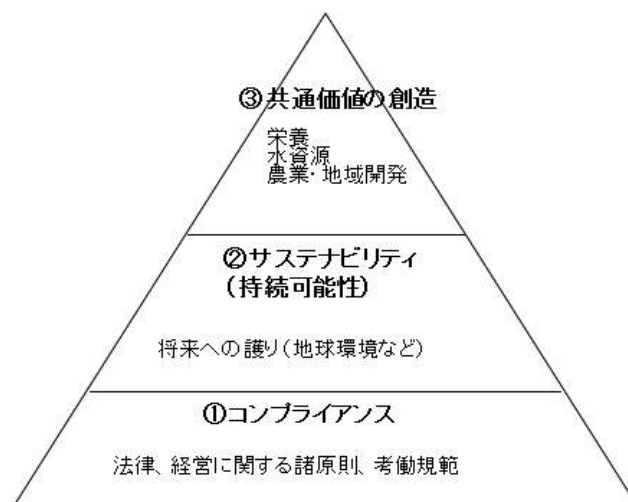 ③共通価値の創造
栄養
水資源
農業・地域開発
②サステナビリティ
（持続可能性）
将来への護り（地球環境など）
①コンプライアンス
法律、経営に関する諸原則、考働規範